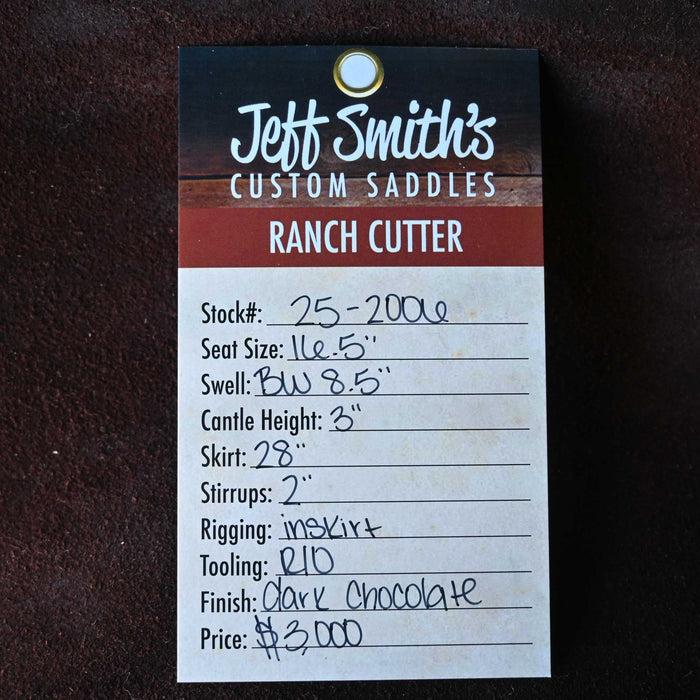 Jeff Smith's
CUSTOM SADDLES
RANCH CUTTER
Stock#: 25-2006
Seat Size: 16.5"
Swell: BW 8.5"
Cantle Height: 3"
Skirt: 28"
Stirrups: 2"
Rigging: inskirt
Tooling: R10
Finish: dark chocolate
Price: $3,000